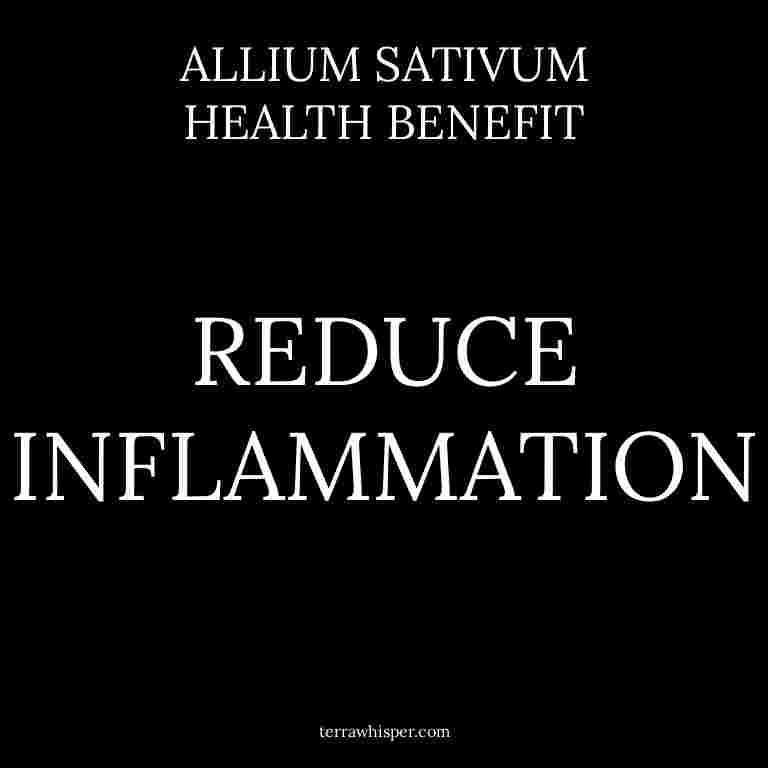 ALLIUM SATIVUM
HEALTH BENEFIT
REDUCE
INFLAMMATION
terrawhisper.com